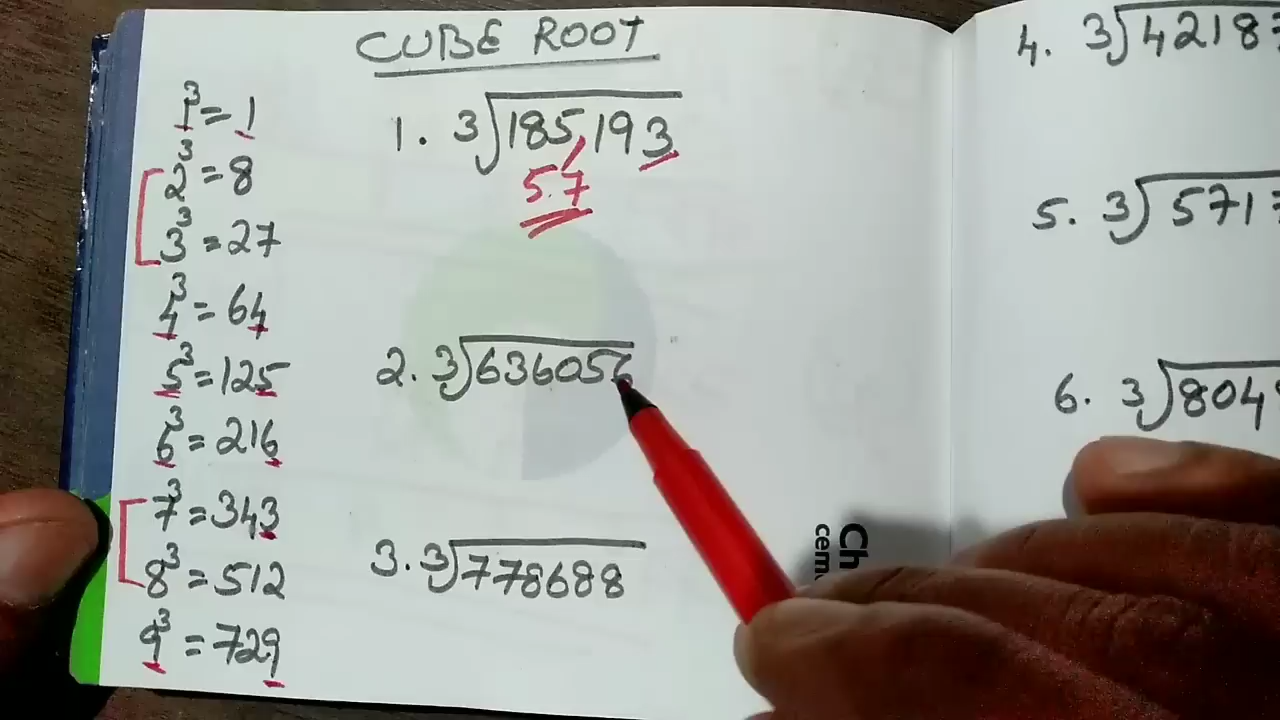 CUBE ROOT
1³ = 1
2³ = 8
3³ = 27
4³ = 64
5³ = 125
6³ = 216
7³ = 343
8³ = 512
9³ = 729
1. 3√185,193
57
2. 3√636056
3. 3√778688
4. 3√4218
5. 3√571
6. 3√804
Ch
cem